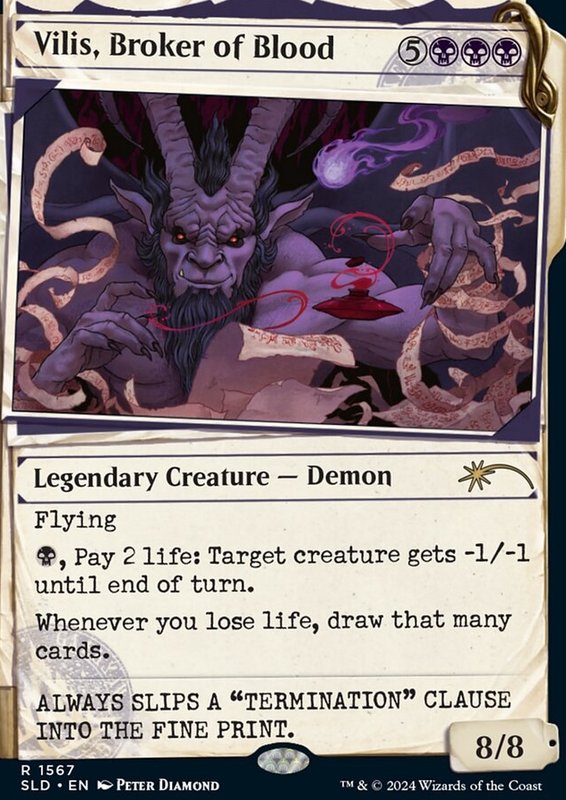 Vilis, Broker of Blood 5
Legendary Creature — Demon
Flying
, Pay 2 life: Target creature gets -1/-1
until end of turn.
Whenever you lose life, draw that many
cards.
ALWAYS SLIPS A “TERMINATION” CLAUSE
INTO THE FINE PRINT.
8/8
R 1567
SLD • EN PETER DIAMOND
™ & © 2024 Wizards of the Coast